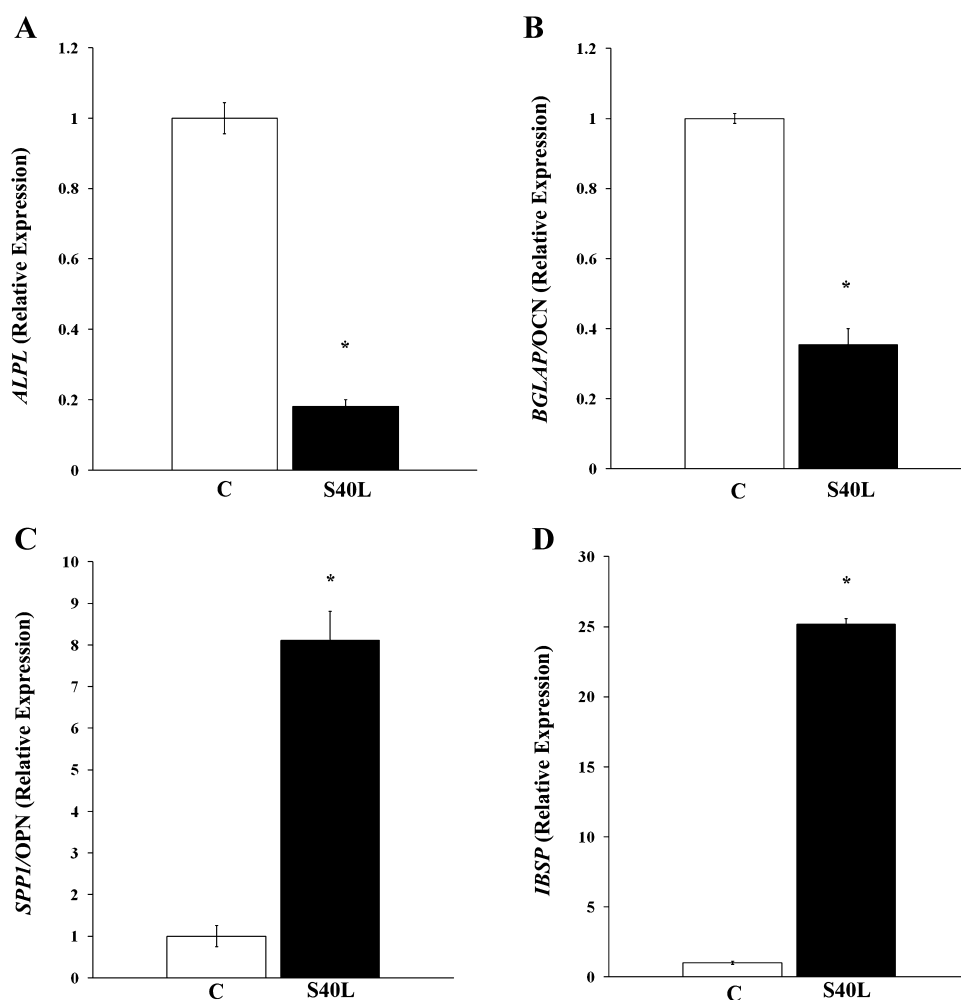 A
ALPL (Relative Expression)
1.2
1
0.8
0.6
0.4
0.2
0
*
C
S40L
B
BGLAP/OCN (Relative Expression)
1.2
1
0.8
0.6
0.4
0.2
0
*
C
S40L
C
SPP1/OPN (Relative Expression)
10
9
8
7
6
5
4
3
2
1
0
*
C
S40L
D
IBSP (Relative Expression)
30
25
20
15
10
5
0
*
C
S40L